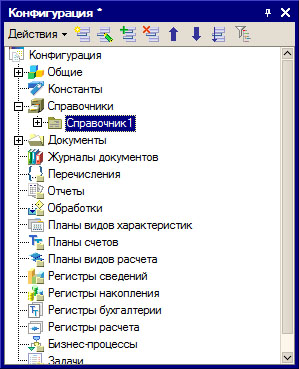 Конфигурация *
Действия
Конфигурация
Общие
Константы
Справочники
Справочник1
Документы
Журналы документов
Перечисления
Отчеты
Обработки
Планы видов характеристик
Планы счетов
Планы видов расчета
Регистры сведений
Регистры накопления
Регистры бухгалтерии
Регистры расчета
Бизнес-процессы
Задачи